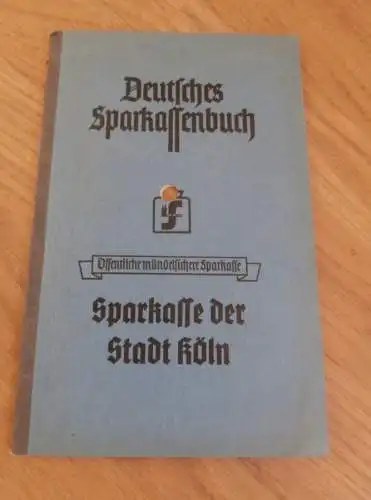 Deutsches
Sparkassenbuch
S
Öffentliche mündelsichere Sparkasse
Sparkasse der
Stadt Köln